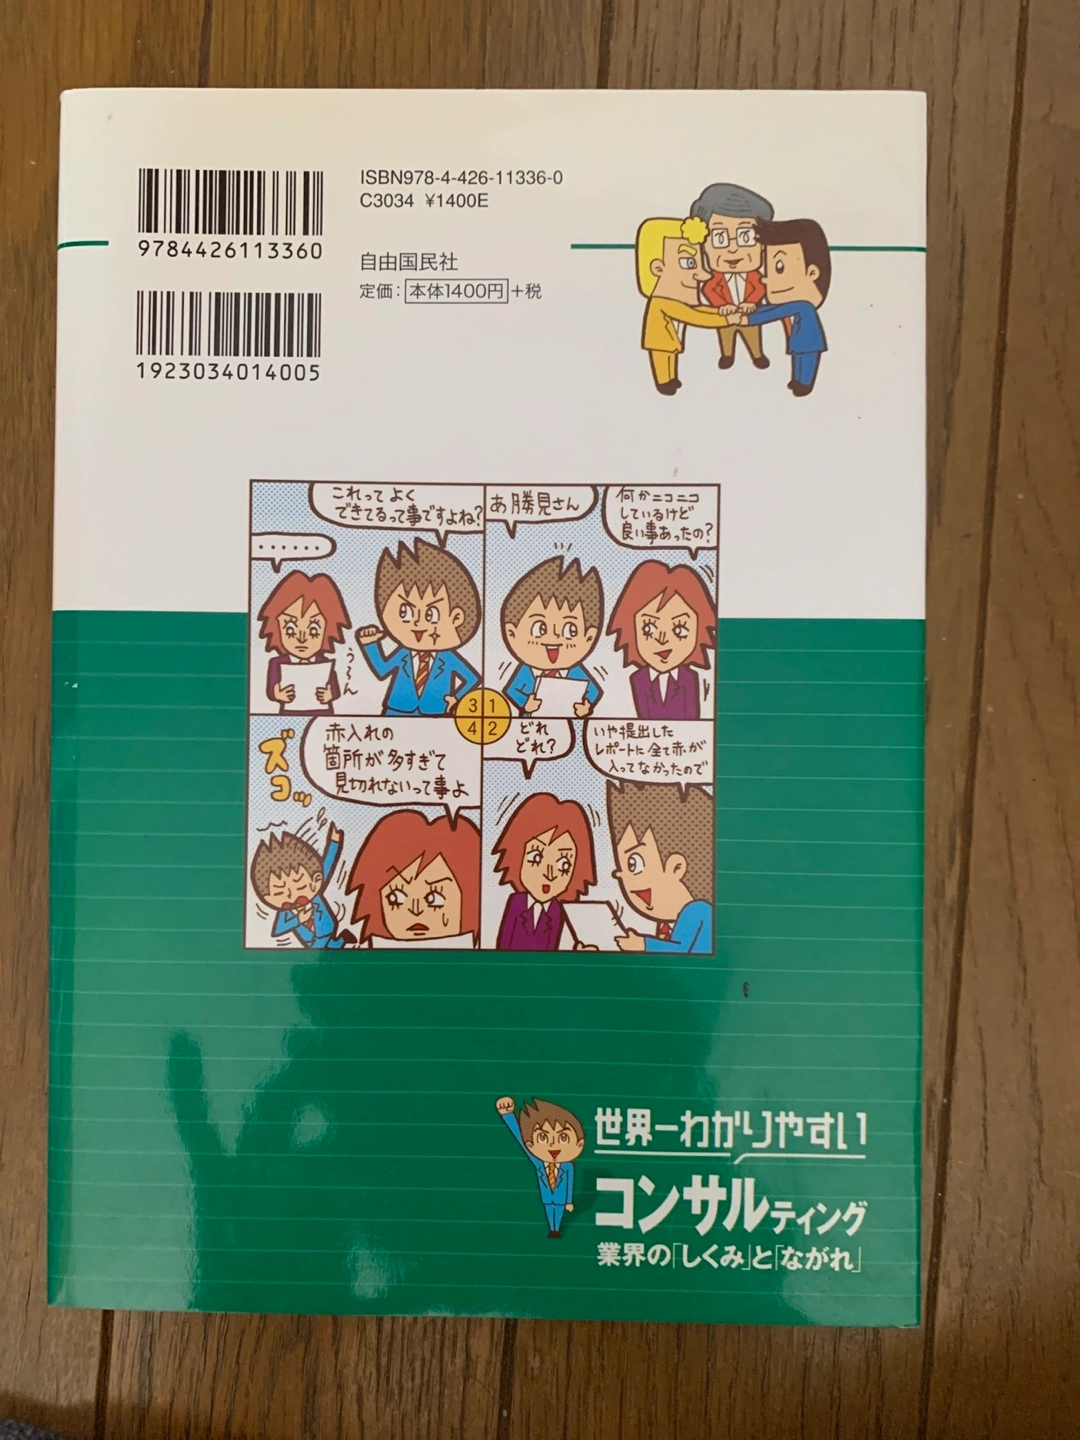 9784426113360
1923034014005
ISBN978-4-426-11336-0
C3034 ¥1400E
自由国民社
定価：本体1400円＋税
何かニコニコ
しているけど
良い事あったの?
あ勝見さん
いや提出した
レポートに全て赤が
入ってなかったので
どれ
どれ?
これって よく
できてるって事ですよね?
・・・・・・
う〜ん
赤入れの
箇所が多すぎて
見切れないって事よ
ズコッ
3 1
4 2
世界一わかりやすい
コンサルティング
業界の「しくみ」と「ながれ」